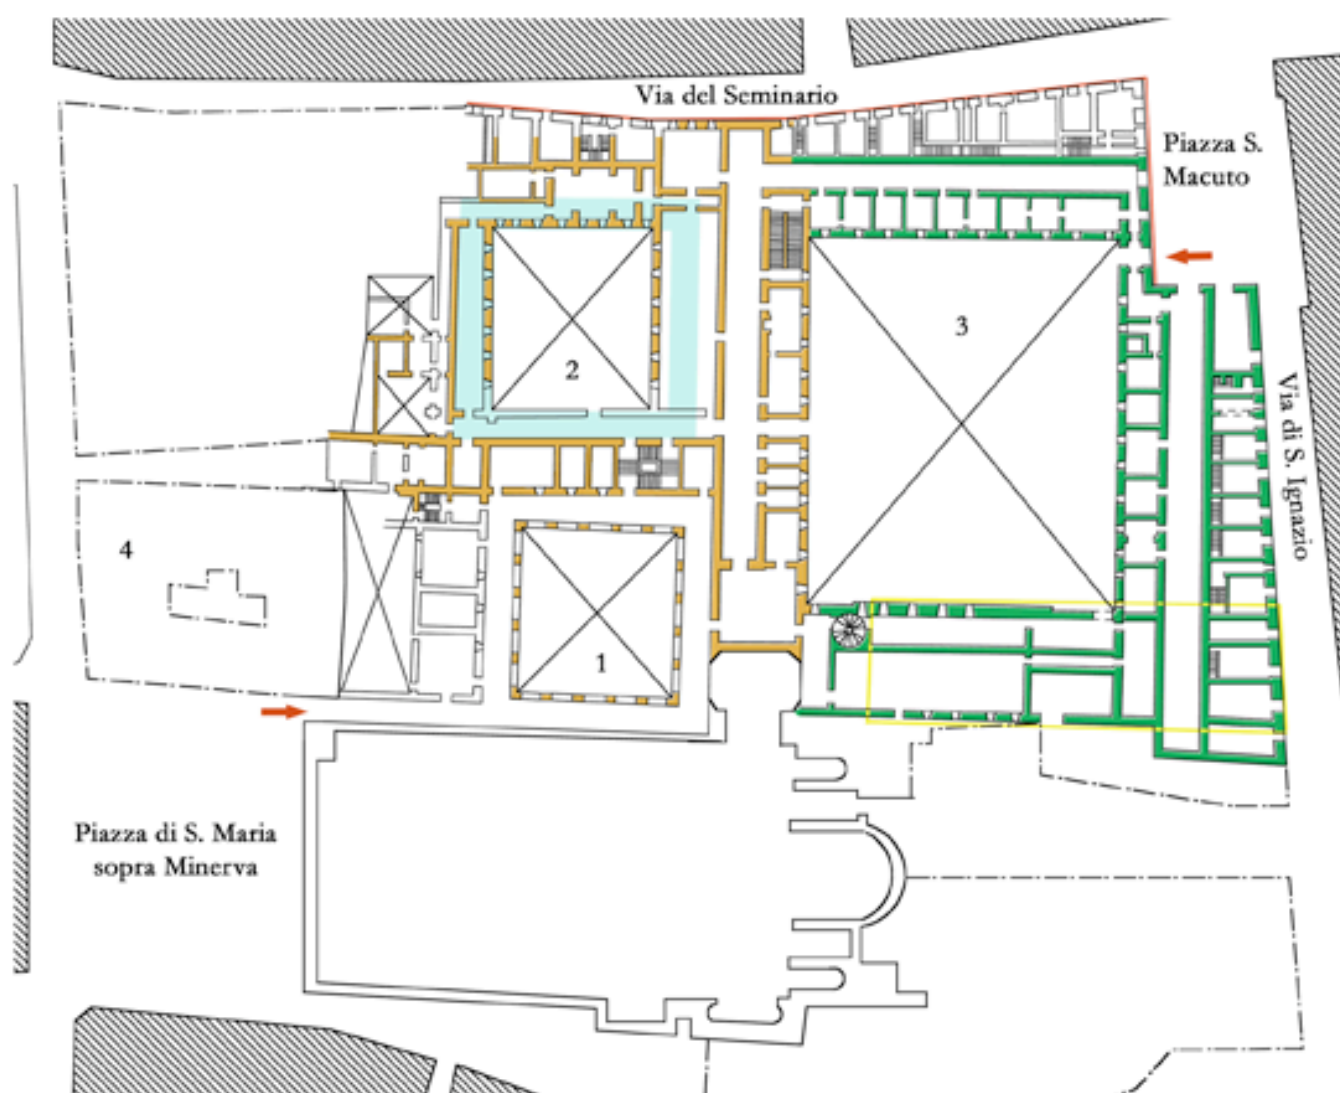 Via del Seminario
Piazza S.
Macuto
3
2
Via di S. Ignazio
4
1
Piazza di S. Maria
sopra Minerva